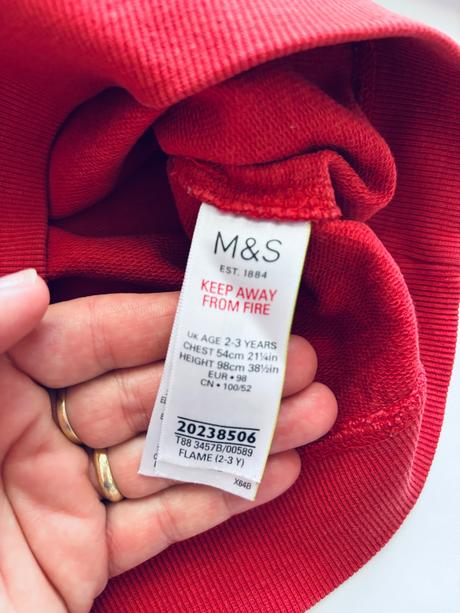 M&S
EST. 1884
KEEP AWAY
FROM FIRE
UK AGE 2-3 YEARS
CHEST 54cm 21¼in
HEIGHT 98cm 38½in
EUR • 98
CN • 100/52
20238506
T88 3457B/00589
FLAME (2-3 Y)
X64B